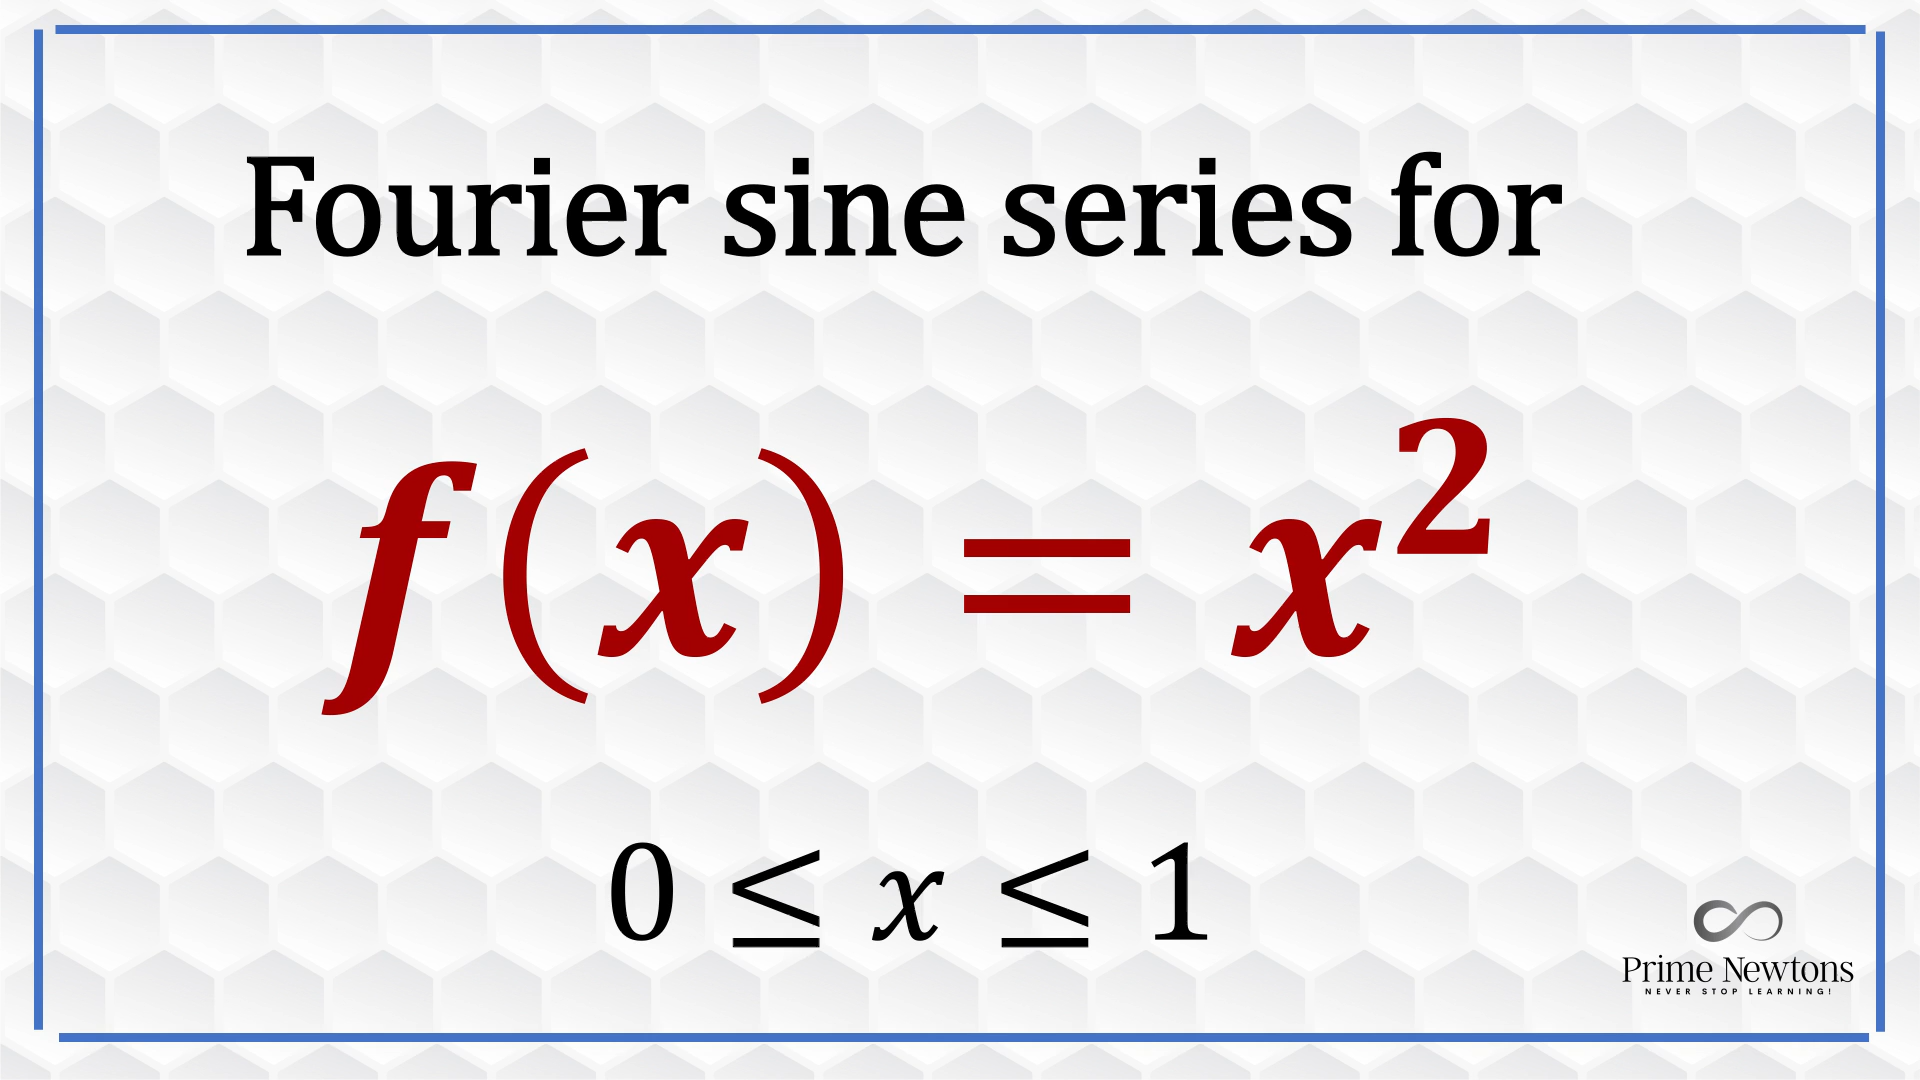 Fourier sine series for
f(x) = x²
0 ≤ x ≤ 1
Prime Newtons
NEVER STOP LEARNING!